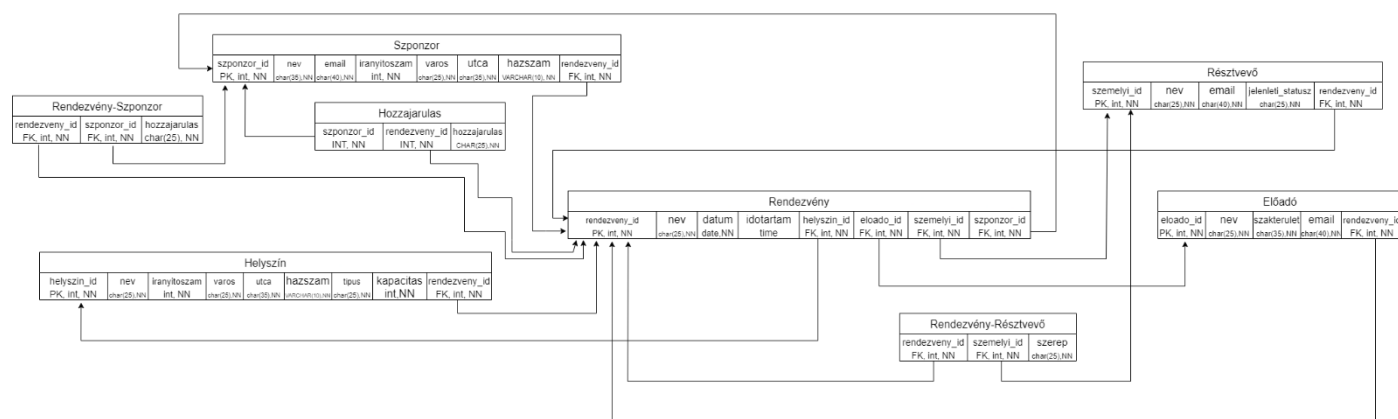 Szponzor
szponzor_id nev email iranyitoszam varos utca hazszam rendezveny_id
PK, int, NN char(35),NN char(40),NN int, NN char(25),NN char(35),NN VARCHAR(10), NN FK, int, NN
Résztvevő
szemelyi_id nev email jelenleti_statusz rendezveny_id
PK, int, NN char(25),NN char(40),NN char(25),NN FK, int, NN
Rendezvény-Szponzor
rendezveny_id szponzor_id hozzajarulas
FK, int, NN FK, int, NN char(25), NN
Hozzajarulas
szponzor_id rendezveny_id hozzajarulas
INT, NN INT, NN CHAR(25),NN
Rendezvény
rendezveny_id nev datum idotartam helyszin_id eloado_id szemelyi_id szponzor_id
PK, int, NN char(25),NN date,NN time FK, int, NN FK, int, NN FK, int, NN FK, int, NN
Előadó
eloado_id nev szakterulet email rendezveny_id
PK, int, NN char(25),NN char(35),NN char(40),NN FK, int, NN
Helyszín
helyszin_id nev iranyitoszam varos utca hazszam tipus kapacitas rendezveny_id
PK, int, NN char(25),NN int, NN char(25),NN char(35),NN VARCHAR(10),NN char(25),NN int,NN FK, int, NN
Rendezvény-Résztvevő
rendezveny_id szemelyi_id szerep
FK, int, NN FK, int, NN char(25),NN